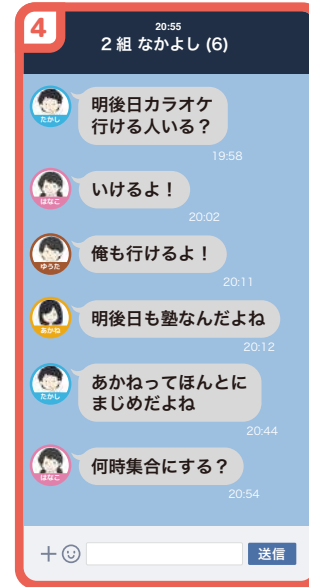 4
20:55
2組 なかよし (6)
たかし
明後日カラオケ
行ける人いる？
19:58
はなこ
いけるよ！
20:02
ゆうた
俺も行けるよ！
20:11
あかね
明後日も塾なんだよね
20:12
たかし
あかねってほんとに
まじめだよね
20:44
はなこ
何時集合にする？
20:54
送信